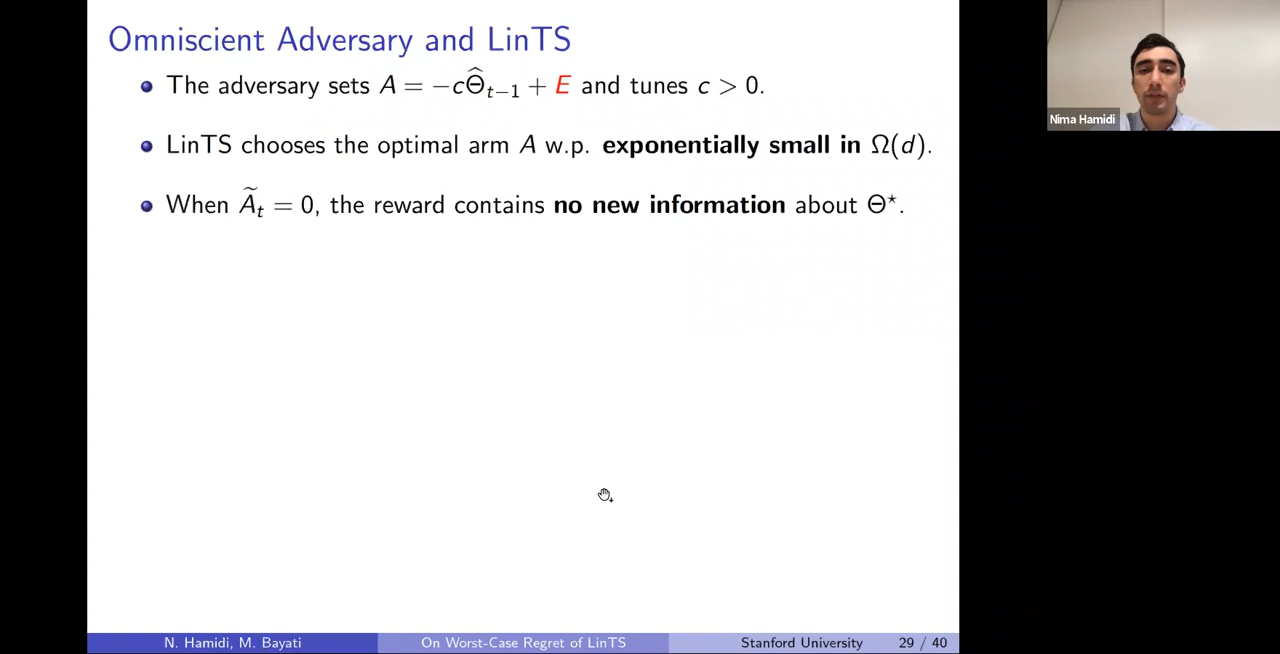 Omniscient Adversary and LinTS
The adversary sets A = −cΘ̂ₜ₋₁ + E and tunes c > 0.
LinTS chooses the optimal arm A w.p. exponentially small in Ω(d).
When Ãₜ = 0, the reward contains no new information about Θ⋆.
N. Hamidi, M. Bayati On Worst-Case Regret of LinTS Stanford University 29 / 40
Nima Hamidi